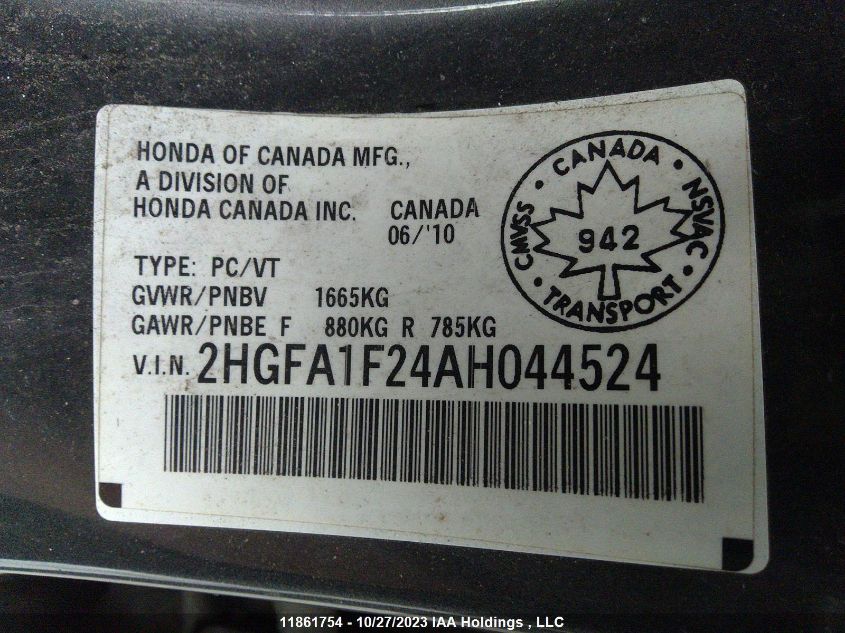 HONDA OF CANADA MFG.,
A DIVISION OF
HONDA CANADA INC. CANADA
06/'10
TYPE: PC/VT
GVWR/PNBV 1665KG
GAWR/PNBE F 880KG R 785KG
V.I.N. 2HGFA1F24AH044524
CANADA • NSVAC • TRANSPORT • CMVSS •
942
11861754 - 10/27/2023 IAA Holdings , LLC